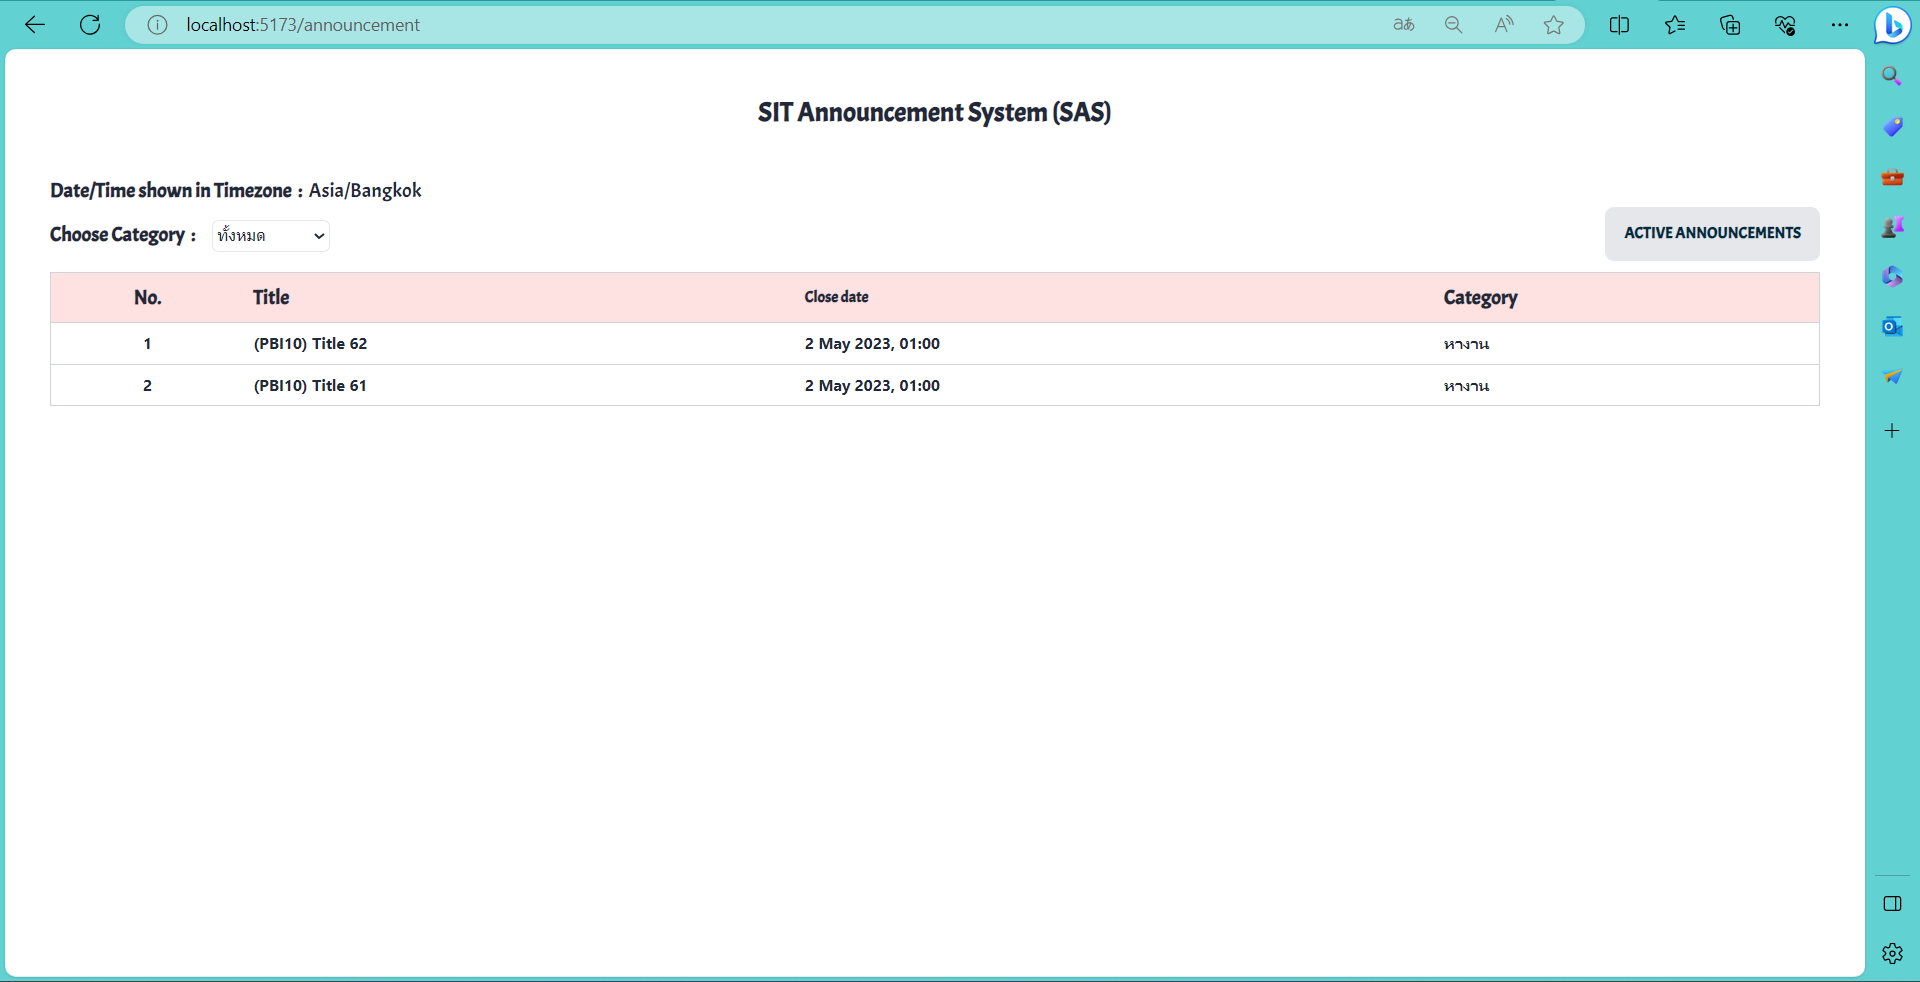 localhost:5173/announcement
SIT Announcement System (SAS)
Date/Time shown in Timezone : Asia/Bangkok
Choose Category : ทั้งหมด
ACTIVE ANNOUNCEMENTS
No. Title Close date Category
1 (PBI10) Title 62 2 May 2023, 01:00 หางาน
2 (PBI10) Title 61 2 May 2023, 01:00 หางาน